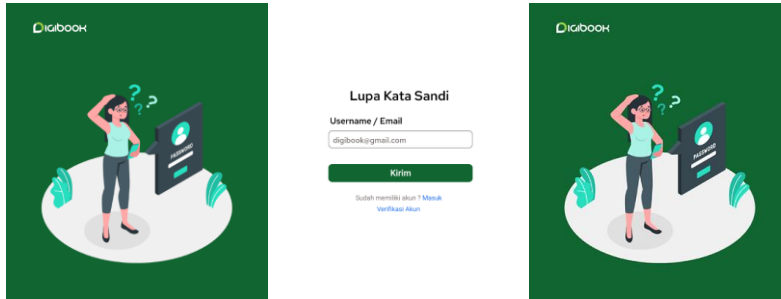 DIGIBOOK
???
PASSWORD
Lupa Kata Sandi
Username / Email
digibook@gmail.com
Kirim
Sudah memiliki akun ? Masuk
Verifikasi Akun
DIGIBOOK
???
PASSWORD